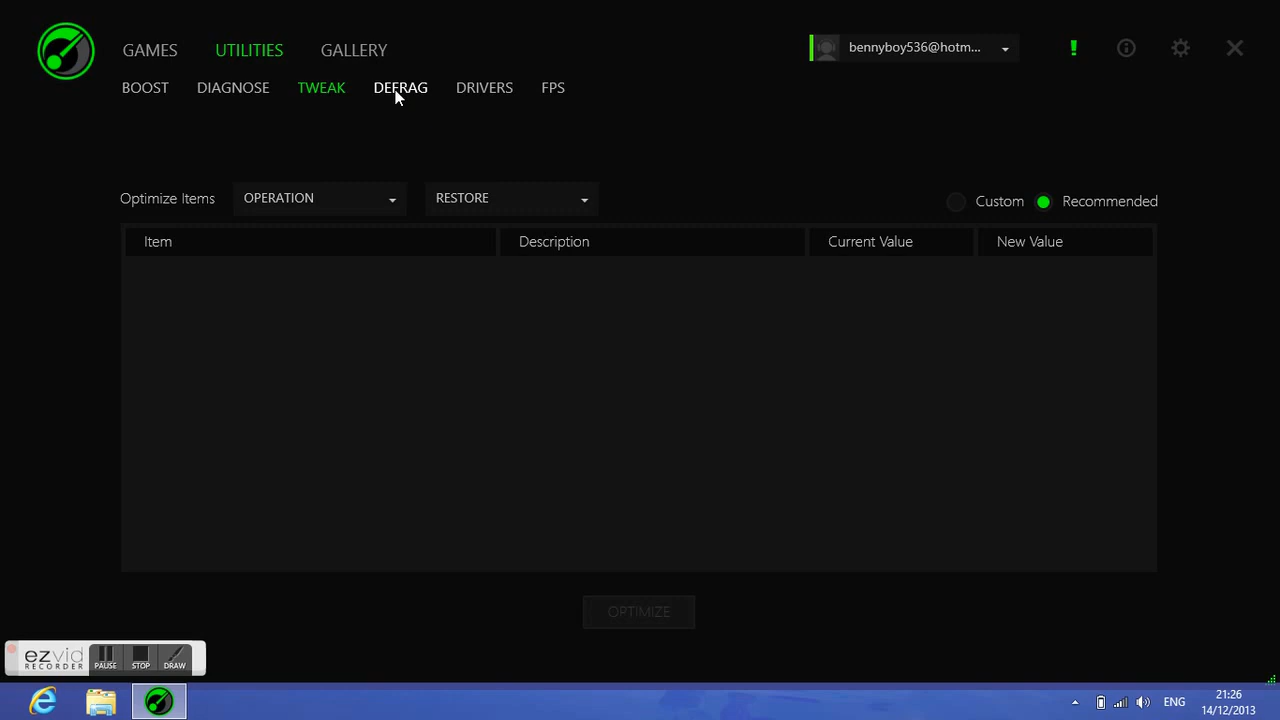 GAMES UTILITIES GALLERY
bennyboy536@hotm...
BOOST DIAGNOSE TWEAK DEFRAG DRIVERS FPS
Optimize Items OPERATION RESTORE Custom Recommended
Item Description Current Value New Value
OPTIMIZE
ezvid
RECORDER
PAUSE STOP DRAW
ENG
21:26
14/12/2013